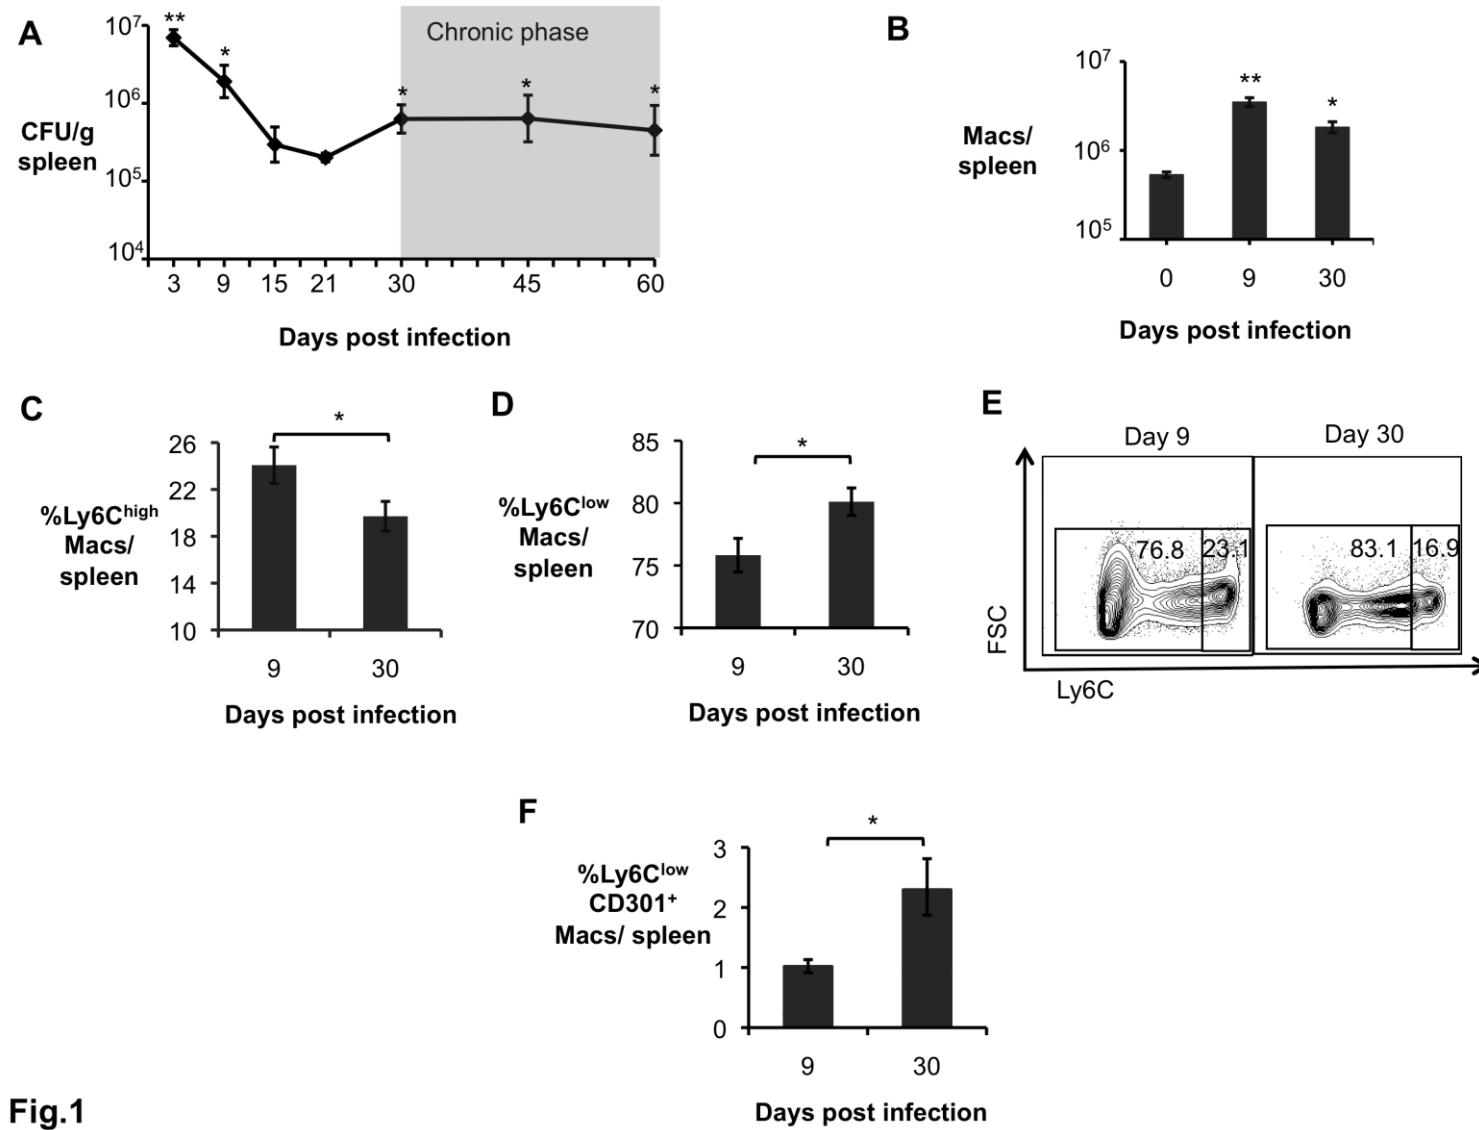 A
10⁷
10⁶
10⁵
10⁴
CFU/g
spleen
** * * * *
Chronic phase
3 9 15 21 30 45 60
Days post infection
B
10⁷
10⁶
10⁵
Macs/
spleen
** *
0 9 30
Days post infection
C
26
22
18
14
10
%Ly6Cʰⁱᵍʰ
Macs/
spleen
*
9 30
Days post infection
D
85
80
75
70
%Ly6Cˡᵒʷ
Macs/
spleen
*
9 30
Days post infection
E
Day 9 Day 30
76.8 23.1 83.1 16.9
FSC
Ly6C
F
3
2
1
0
%Ly6Cˡᵒʷ
CD301⁺
Macs/ spleen
*
9 30
Days post infection
Fig.1